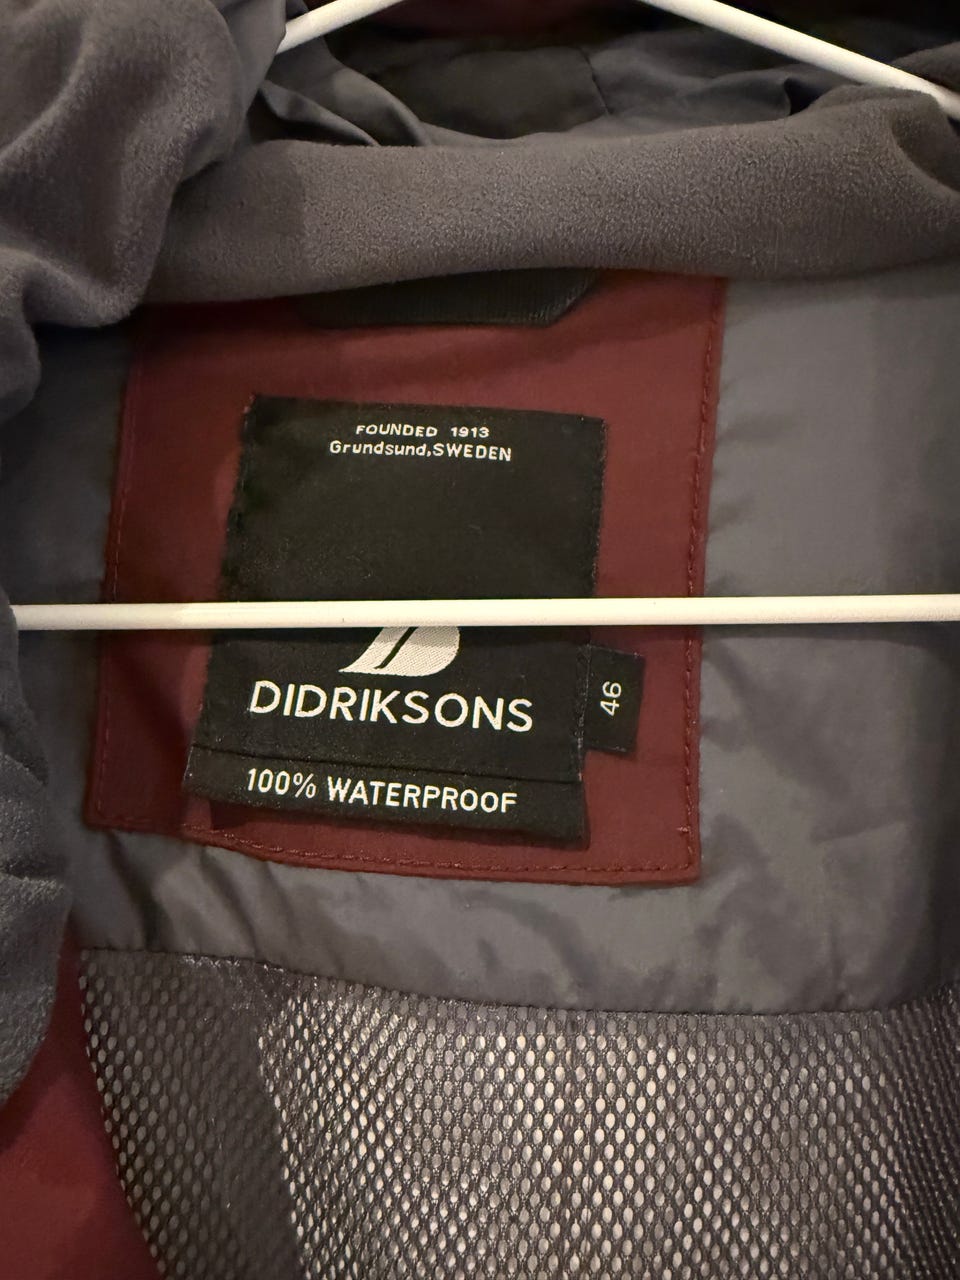 FOUNDED 1913
Grundsund,SWEDEN
DIDRIKSONS
46
100% WATERPROOF